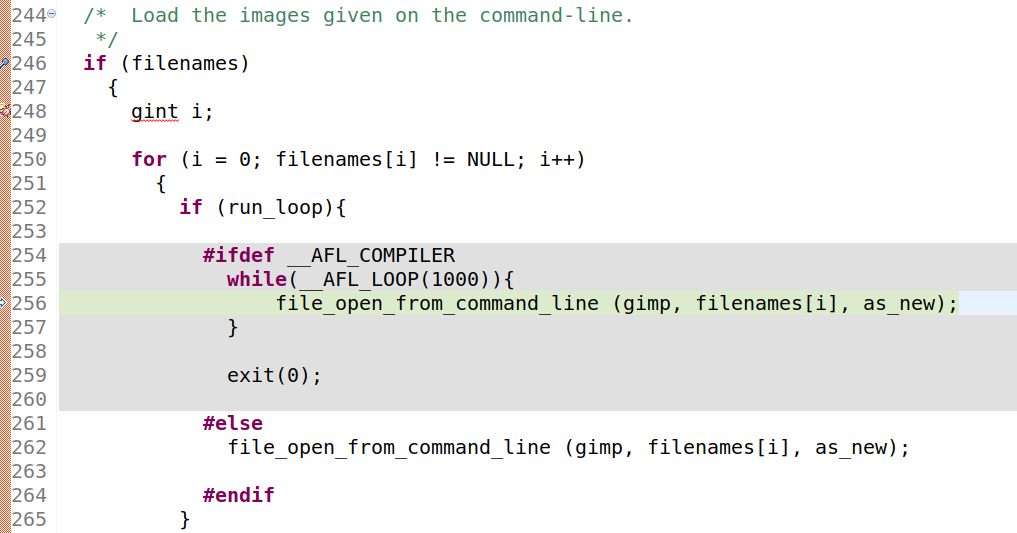 244 /*  Load the images given on the command-line.
245  */
246 if (filenames)
247   {
248     gint i;
249
250     for (i = 0; filenames[i] != NULL; i++)
251       {
252         if (run_loop){
253
254           #ifdef __AFL_COMPILER
255             while(__AFL_LOOP(1000)){
256                 file_open_from_command_line (gimp, filenames[i], as_new);
257             }
258
259             exit(0);
260
261           #else
262             file_open_from_command_line (gimp, filenames[i], as_new);
263
264           #endif
265         }